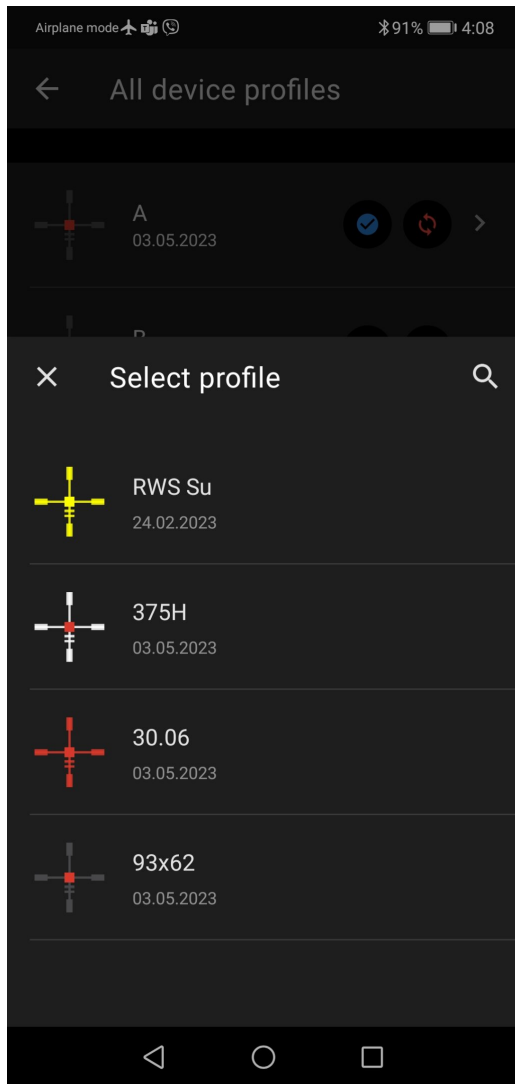 Airplane mode 91% 4:08
All device profiles
A
03.05.2023
B
Select profile
RWS Su
24.02.2023
375H
03.05.2023
30.06
03.05.2023
93x62
03.05.2023